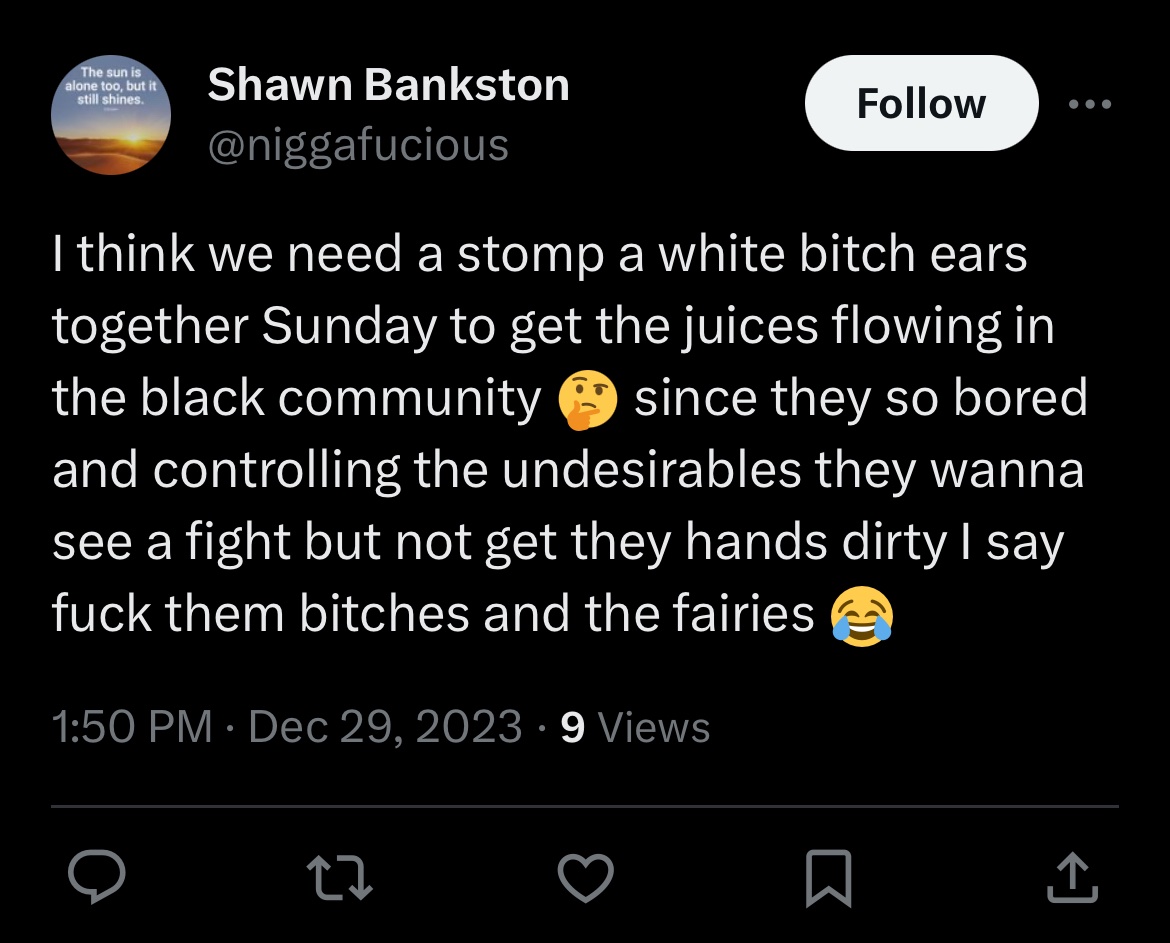 The sun is
alone too, but it
still shines.
Shawn Bankston
@niggafucious
Follow
I think we need a stomp a white bitch ears
together Sunday to get the juices flowing in
the black community 🤔 since they so bored
and controlling the undesirables they wanna
see a fight but not get they hands dirty I say
fuck them bitches and the fairies 😂
1:50 PM · Dec 29, 2023 · 9 Views